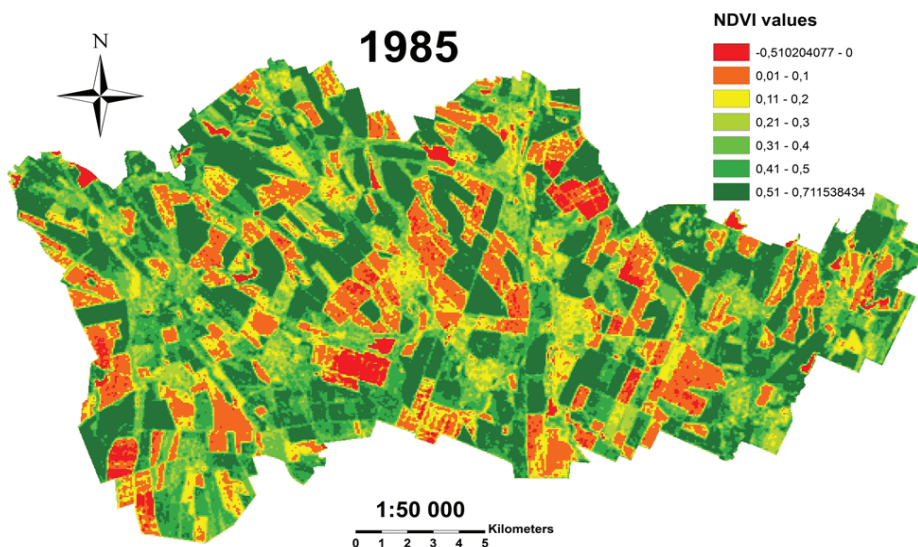 N
1985
NDVI values
-0,510204077 - 0
0,01 - 0,1
0,11 - 0,2
0,21 - 0,3
0,31 - 0,4
0,41 - 0,5
0,51 - 0,711538434
1:50 000
Kilometers
0 1 2 3 4 5